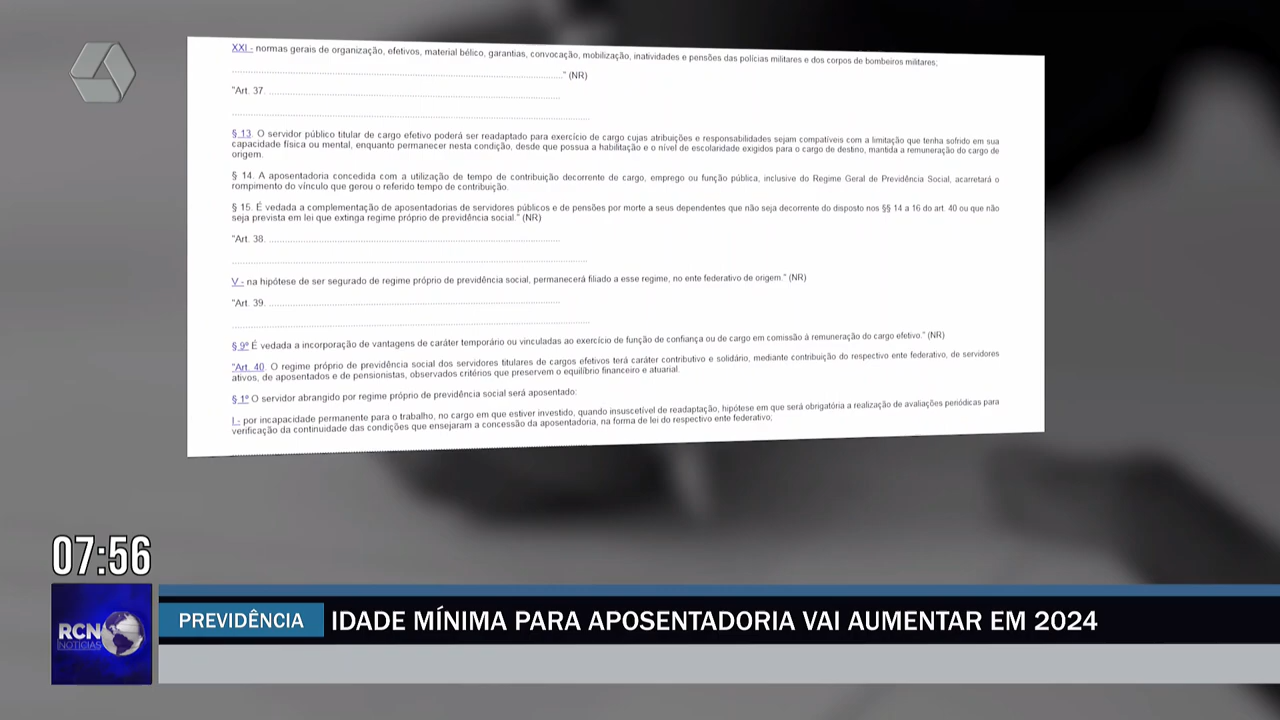 XXI - normas gerais de organização, efetivos, material bélico, garantias, convocação, mobilização, inatividades e pensões das polícias militares e dos corpos de bombeiros militares;
...................................................................................................................." (NR)
"Art. 37. ........................................................................................................
..............................................................................................................................
§ 13. O servidor público titular de cargo efetivo poderá ser readaptado para exercício de cargo cujas atribuições e responsabilidades sejam compatíveis com a limitação que tenha sofrido em sua
capacidade física ou mental, enquanto permanecer nesta condição, desde que possua a habilitação e o nível de escolaridade exigidos para o cargo de destino, mantida a remuneração do cargo de
origem.
§ 14. A aposentadoria concedida com a utilização de tempo de contribuição decorrente de cargo, emprego ou função pública, inclusive do Regime Geral de Previdência Social, acarretará o
rompimento do vínculo que gerou o referido tempo de contribuição.
§ 15. É vedada a complementação de aposentadorias de servidores públicos e de pensões por morte a seus dependentes que não seja decorrente do disposto nos §§ 14 a 16 do art. 40 ou que não
seja prevista em lei que extinga regime próprio de previdência social." (NR)
"Art. 38. ........................................................................................................
..............................................................................................................................
V - na hipótese de ser segurado de regime próprio de previdência social, permanecerá filiado a esse regime, no ente federativo de origem." (NR)
"Art. 39. ........................................................................................................
..............................................................................................................................
§ 9º É vedada a incorporação de vantagens de caráter temporário ou vinculadas ao exercício de função de confiança ou de cargo em comissão à remuneração do cargo efetivo." (NR)
"Art. 40. O regime próprio de previdência social dos servidores titulares de cargos efetivos terá caráter contributivo e solidário, mediante contribuição do respectivo ente federativo, de servidores
ativos, de aposentados e de pensionistas, observados critérios que preservem o equilíbrio financeiro e atuarial.
§ 1º O servidor abrangido por regime próprio de previdência social será aposentado:
I - por incapacidade permanente para o trabalho, no cargo em que estiver investido, quando insuscetível de readaptação, hipótese em que será obrigatória a realização de avaliações periódicas para
verificação da continuidade das condições que ensejaram a concessão da aposentadoria, na forma de lei do respectivo ente federativo;
07:56
PREVIDÊNCIA IDADE MÍNIMA PARA APOSENTADORIA VAI AUMENTAR EM 2024
RCN
NOTÍCIAS